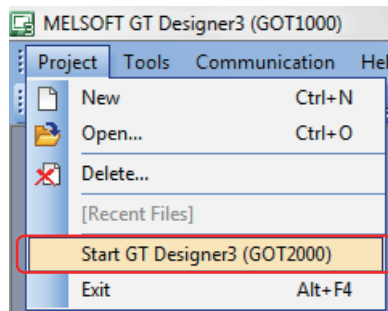 MELSOFT GT Designer3 (GOT1000)
Project Tools Communication Hel
New Ctrl+N
Open... Ctrl+O
Delete...
[Recent Files]
Start GT Designer3 (GOT2000)
Exit Alt+F4